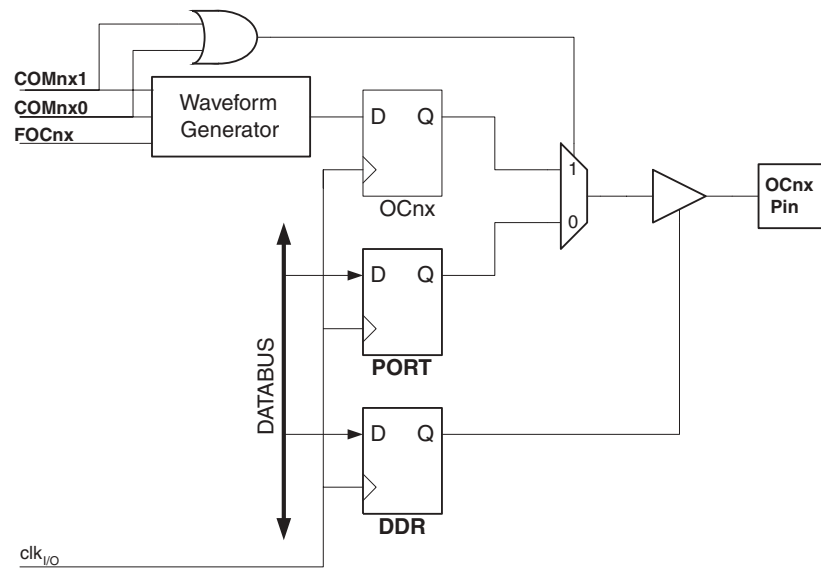 COMnx1
COMnx0
FOCnx
Waveform
Generator
D Q
OCnx
1
0
OCnx
Pin
D Q
PORT
DATABUS
D Q
DDR
clkI/O